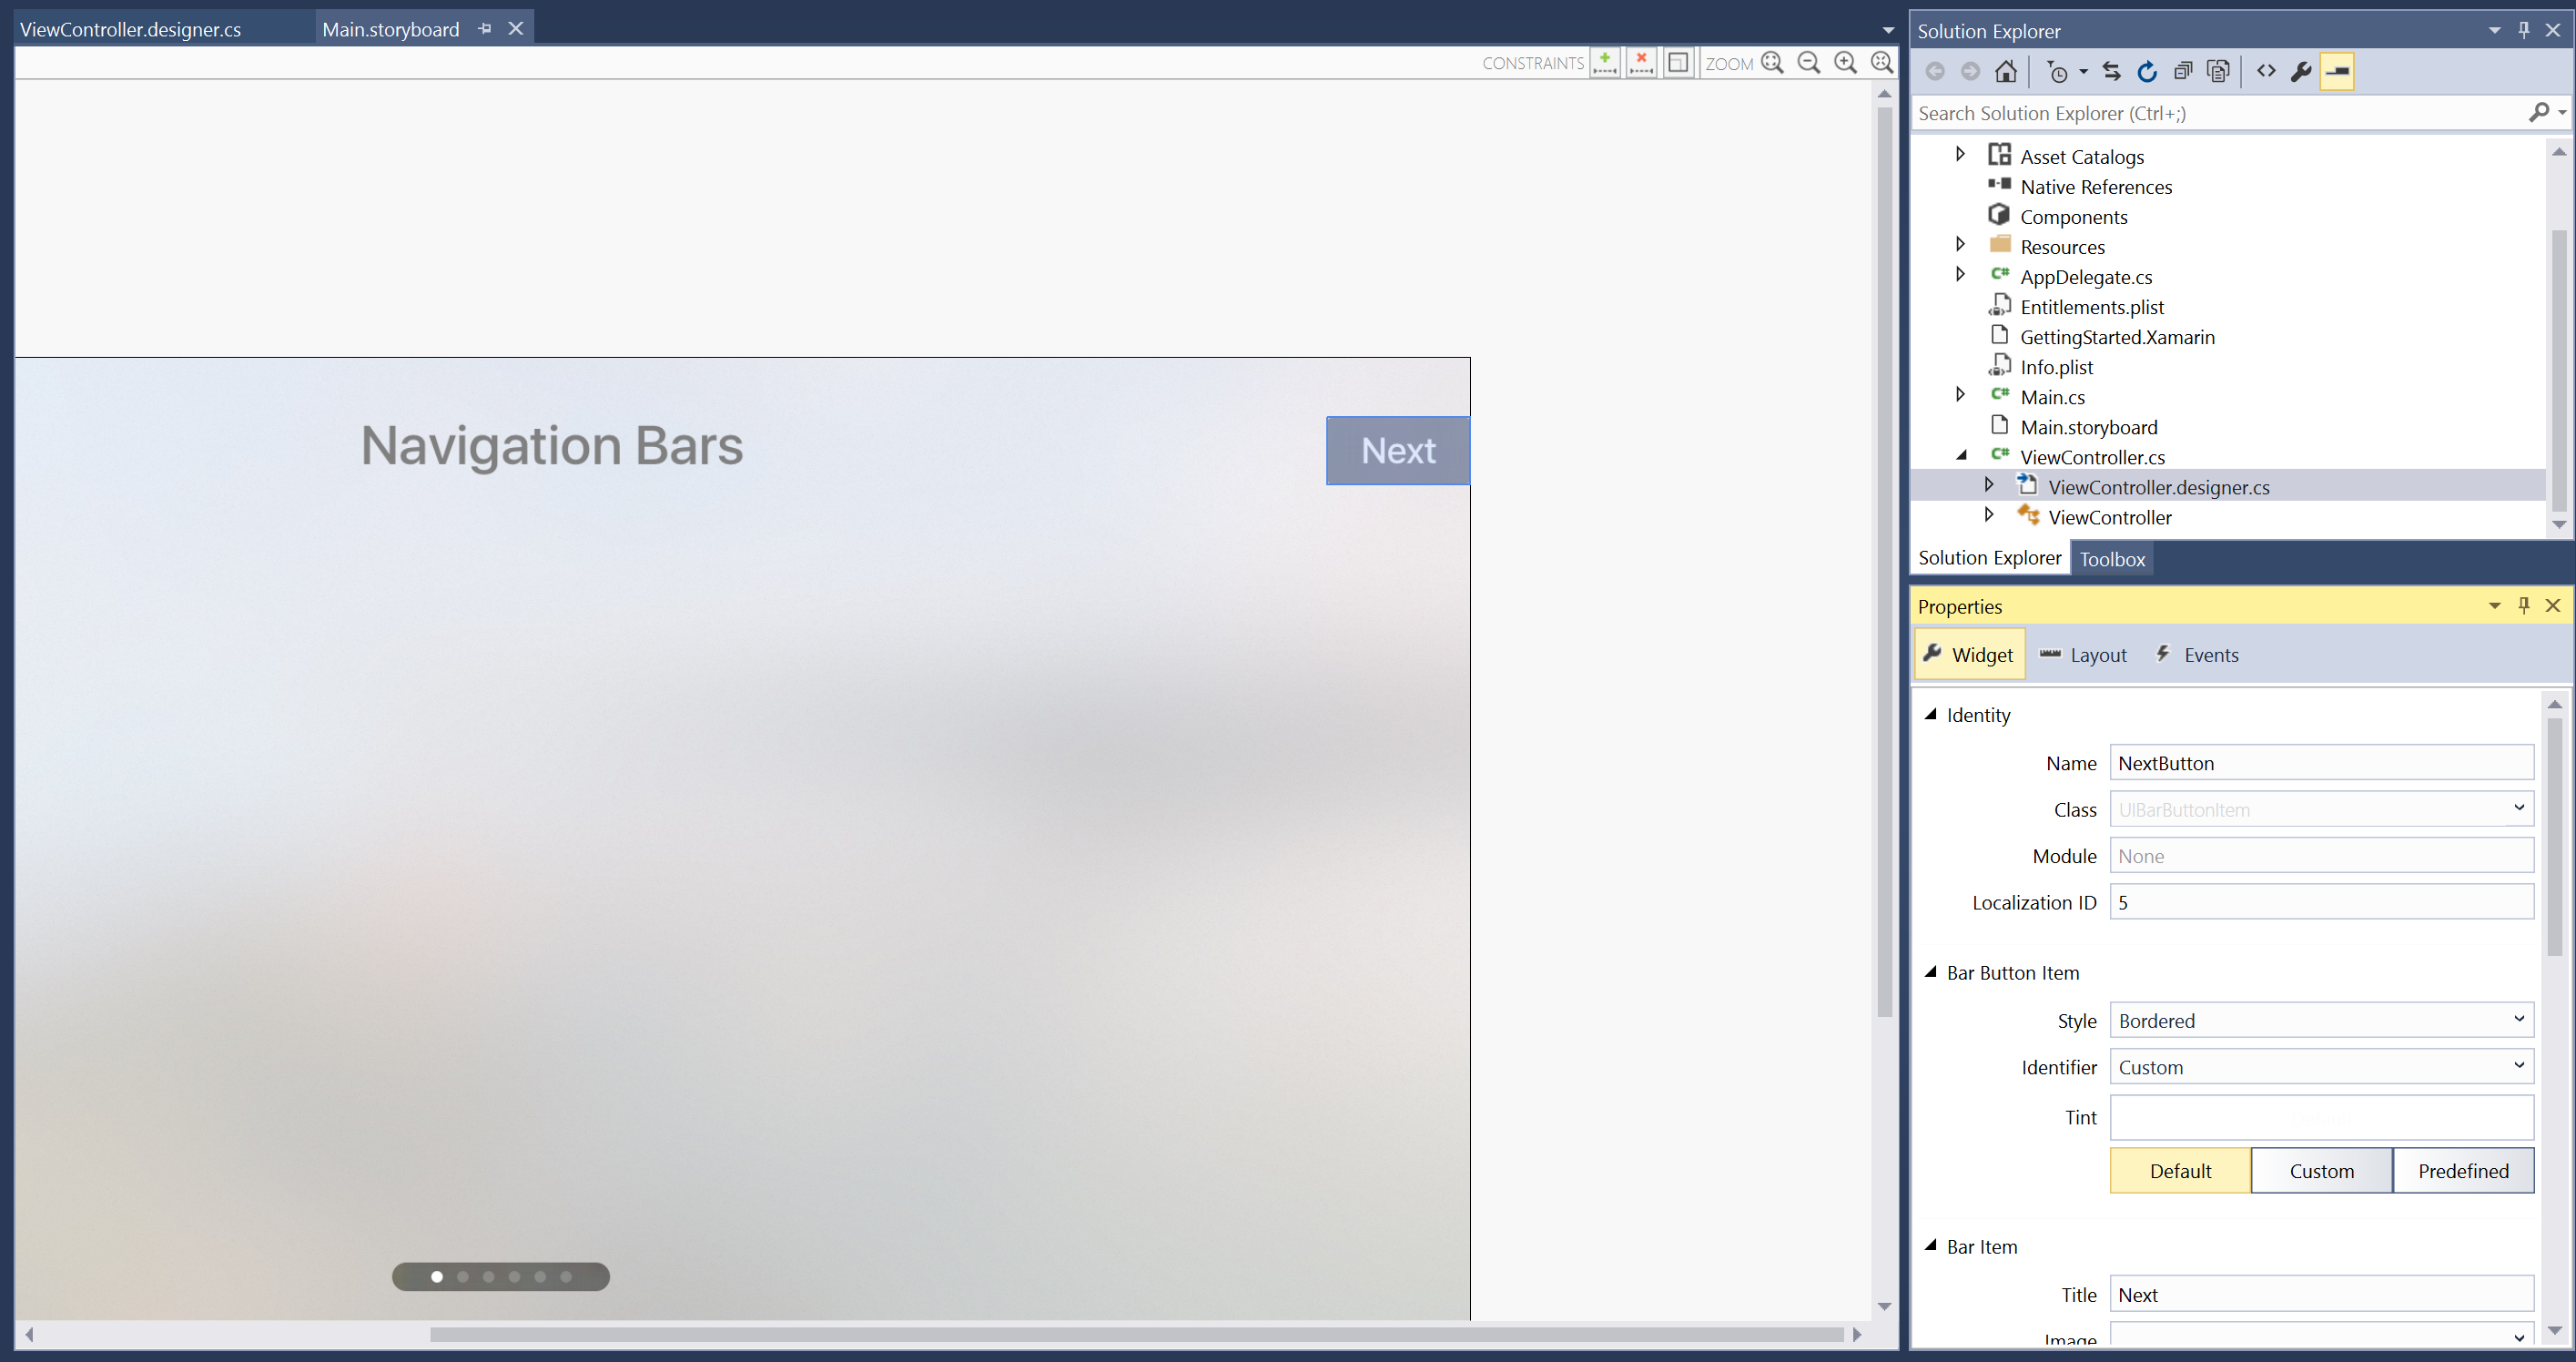 ViewController.designer.cs
Main.storyboard
CONSTRAINTS
ZOOM
Navigation Bars
Next
Solution Explorer
Search Solution Explorer (Ctrl+;)
Asset Catalogs
Native References
Components
Resources
C# AppDelegate.cs
Entitlements.plist
GettingStarted.Xamarin
Info.plist
C# Main.cs
Main.storyboard
C# ViewController.cs
ViewController.designer.cs
ViewController
Solution Explorer
Toolbox
Properties
Widget
Layout
Events
Identity
Name NextButton
Class UIBarButtonItem
Module None
Localization ID 5
Bar Button Item
Style Bordered
Identifier Custom
Tint
Default Custom Predefined
Bar Item
Title Next
Image